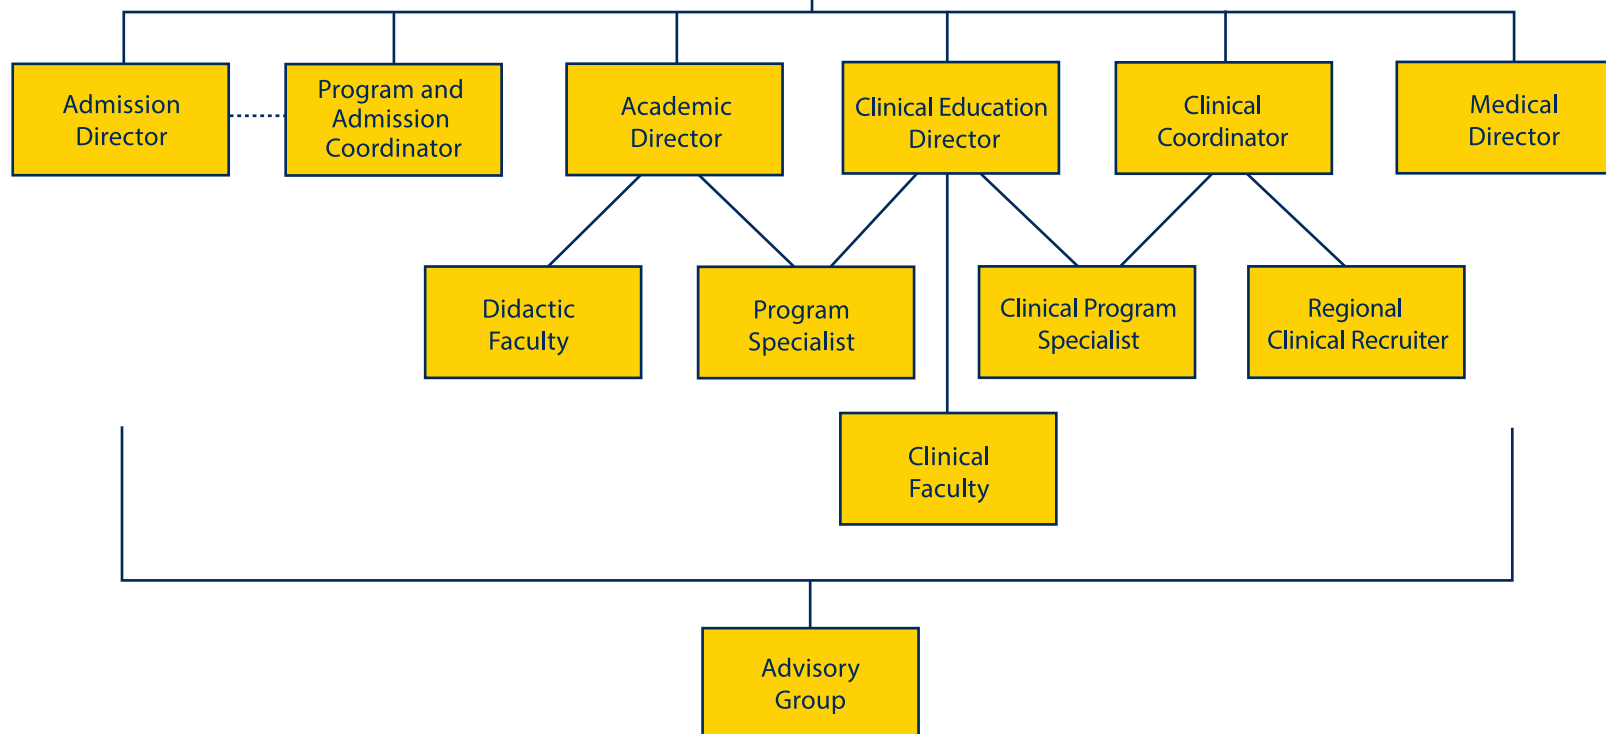 Admission
Director
Program and
Admission
Coordinator
Academic
Director
Clinical Education
Director
Clinical
Coordinator
Medical
Director
Didactic
Faculty
Program
Specialist
Clinical Program
Specialist
Regional
Clinical Recruiter
Clinical
Faculty
Advisory
Group